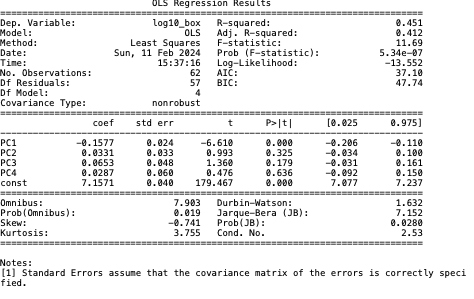 OLS Regression Results
==============================================================================
Dep. Variable: log10_box R-squared: 0.451
Model: OLS Adj. R-squared: 0.412
Method: Least Squares F-statistic: 11.69
Date: Sun, 11 Feb 2024 Prob (F-statistic): 5.34e-07
Time: 15:37:16 Log-Likelihood: -13.552
No. Observations: 62 AIC: 37.10
Df Residuals: 57 BIC: 47.74
Df Model: 4
Covariance Type: nonrobust
==============================================================================
coef std err t P>|t| [0.025 0.975]
------------------------------------------------------------------------------
PC1 -0.1577 0.024 -6.610 0.000 -0.206 -0.110
PC2 0.0331 0.033 0.993 0.325 -0.034 0.100
PC3 0.0653 0.048 1.360 0.179 -0.031 0.161
PC4 0.0287 0.060 0.476 0.636 -0.092 0.150
const 7.1571 0.040 179.467 0.000 7.077 7.237
==============================================================================
Omnibus: 7.903 Durbin-Watson: 1.632
Prob(Omnibus): 0.019 Jarque-Bera (JB): 7.152
Skew: -0.741 Prob(JB): 0.0280
Kurtosis: 3.755 Cond. No. 2.53
==============================================================================
Notes:
[1] Standard Errors assume that the covariance matrix of the errors is correctly speci
fied.